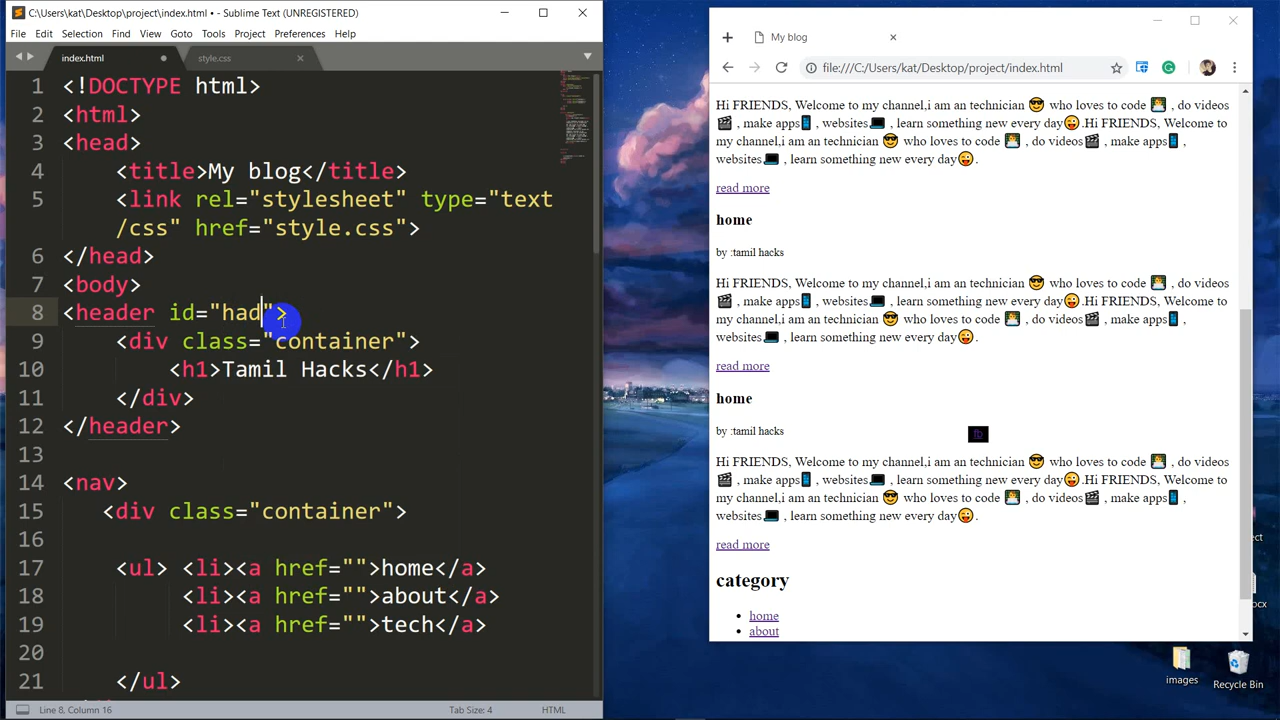 C:\Users\kat\Desktop\project\index.html • - Sublime Text (UNREGISTERED)
File Edit Selection Find View Goto Tools Project Preferences Help
index.html
style.css
1 <!DOCTYPE html>
2 <html>
3 <head>
4 <title>My blog</title>
5 <link rel="stylesheet" type="text
/css" href="style.css">
6 </head>
7 <body>
8 <header id="had">
9 <div class="container">
10 <h1>Tamil Hacks</h1>
11 </div>
12 </header>
13
14 <nav>
15 <div class="container">
16
17 <ul> <li><a href="">home</a>
18 <li><a href="">about</a>
19 <li><a href="">tech</a>
20
21 </ul>
Line 8, Column 16
Tab Size: 4
HTML
My blog
file:///C:/Users/kat/Desktop/project/index.html
Hi FRIENDS, Welcome to my channel,i am an technician 😎 who loves to code 👨‍💻 , do videos
🎬 , make apps📱 , websites💻 , learn something new every day😜.Hi FRIENDS, Welcome to
my channel,i am an technician 😎 who loves to code 👨‍💻 , do videos🎬 , make apps📱 ,
websites💻 , learn something new every day😜.
read more
home
by :tamil hacks
Hi FRIENDS, Welcome to my channel,i am an technician 😎 who loves to code 👨‍💻 , do videos
🎬 , make apps📱 , websites💻 , learn something new every day😜.Hi FRIENDS, Welcome to
my channel,i am an technician 😎 who loves to code 👨‍💻 , do videos🎬 , make apps📱 ,
websites💻 , learn something new every day😜.
read more
home
by :tamil hacks
Hi FRIENDS, Welcome to my channel,i am an technician 😎 who loves to code 👨‍💻 , do videos
🎬 , make apps📱 , websites💻 , learn something new every day😜.Hi FRIENDS, Welcome to
my channel,i am an technician 😎 who loves to code 👨‍💻 , do videos🎬 , make apps📱 ,
websites💻 , learn something new every day😜.
read more
category
• home
• about
images
Recycle Bin